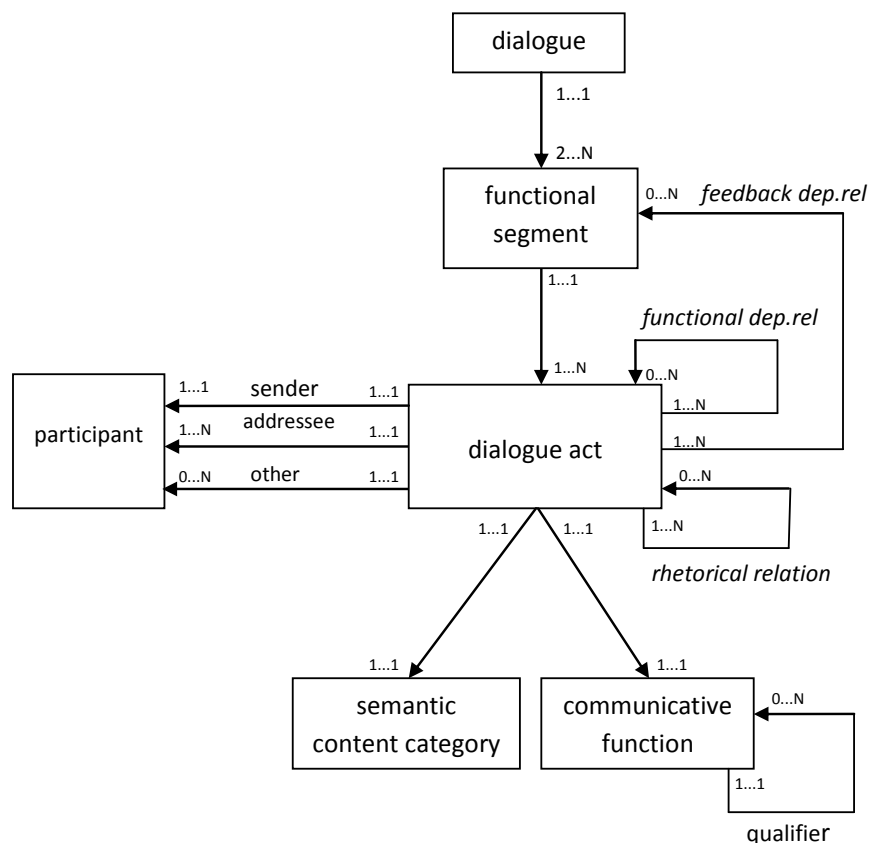 dialogue
1...1
2...N
functional
segment
0...N
feedback dep.rel
1...1
functional dep.rel
1...N
0...N
participant
1...1
sender
1...1
1...N
addressee
1...1
0...N
other
1...1
dialogue act
1...N
1...N
0...N
1...N
rhetorical relation
1...1
1...1
1...1
1...1
semantic
content category
communicative
function
0...N
1...1
qualifier